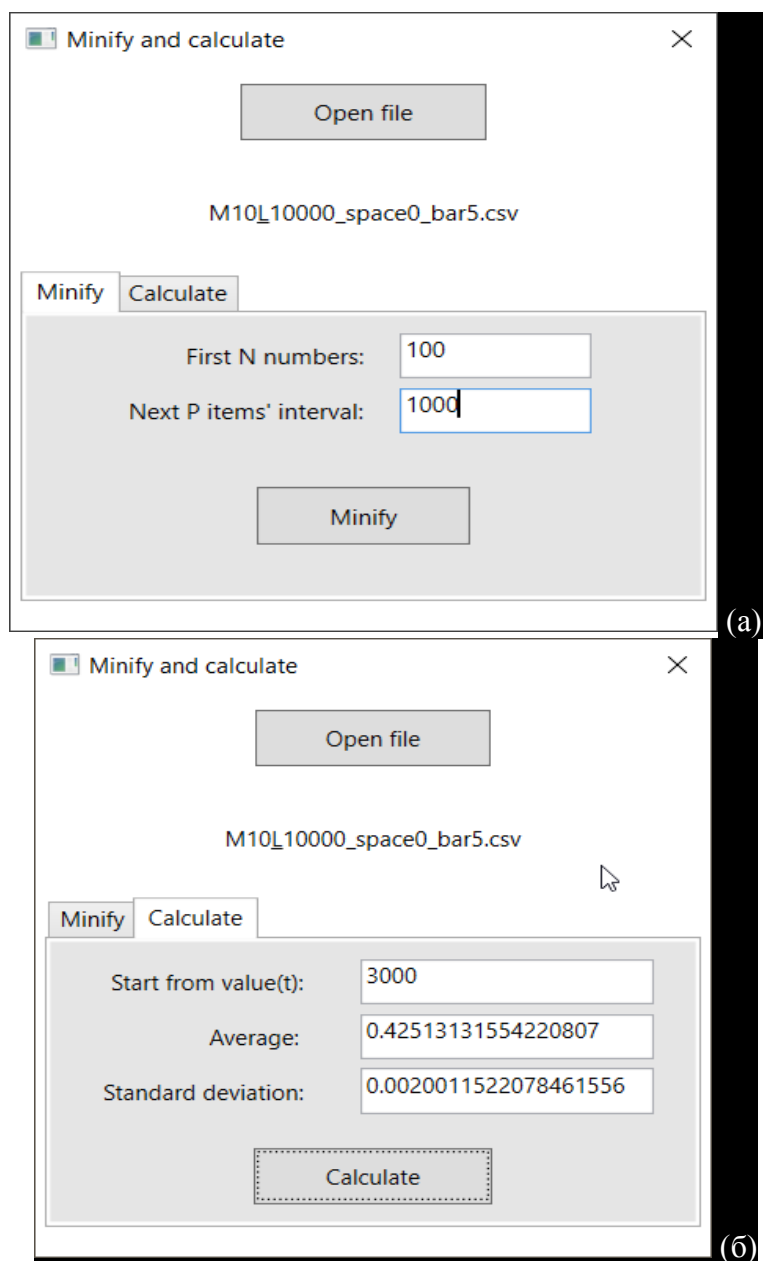 Minify and calculate
Open file
M10L10000_space0_bar5.csv
Minify Calculate
First N numbers: 100
Next P items' interval: 1000
Minify
(а)
Minify and calculate
Open file
M10L10000_space0_bar5.csv
Minify Calculate
Start from value(t): 3000
Average: 0.42513131554220807
Standard deviation: 0.0020011522078461556
Calculate
(б)